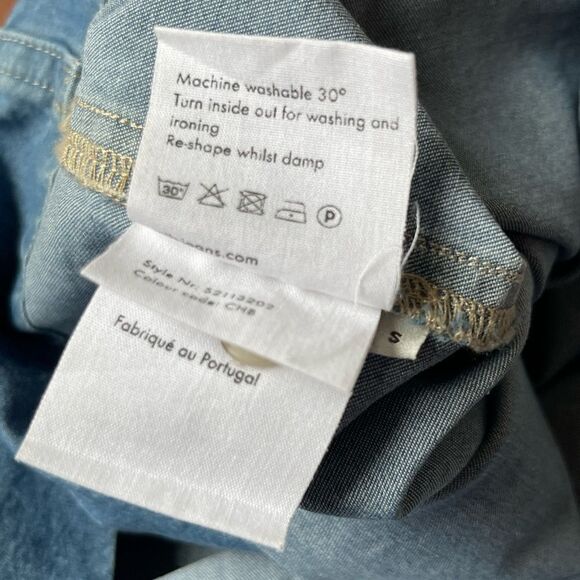 Machine washable 30°
Turn inside out for washing and
ironing
Re-shape whilst damp
30°
P
.com
Style Nr. 52113202
Colour code: CHB
S
Fabriqué au Portugal